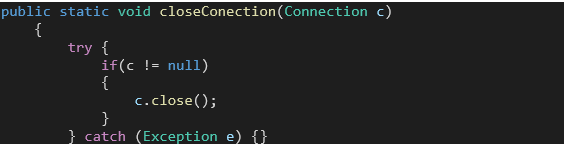 public static void closeConection(Connection c)
{
try {
if(c != null)
{
c.close();
}
} catch (Exception e) {}